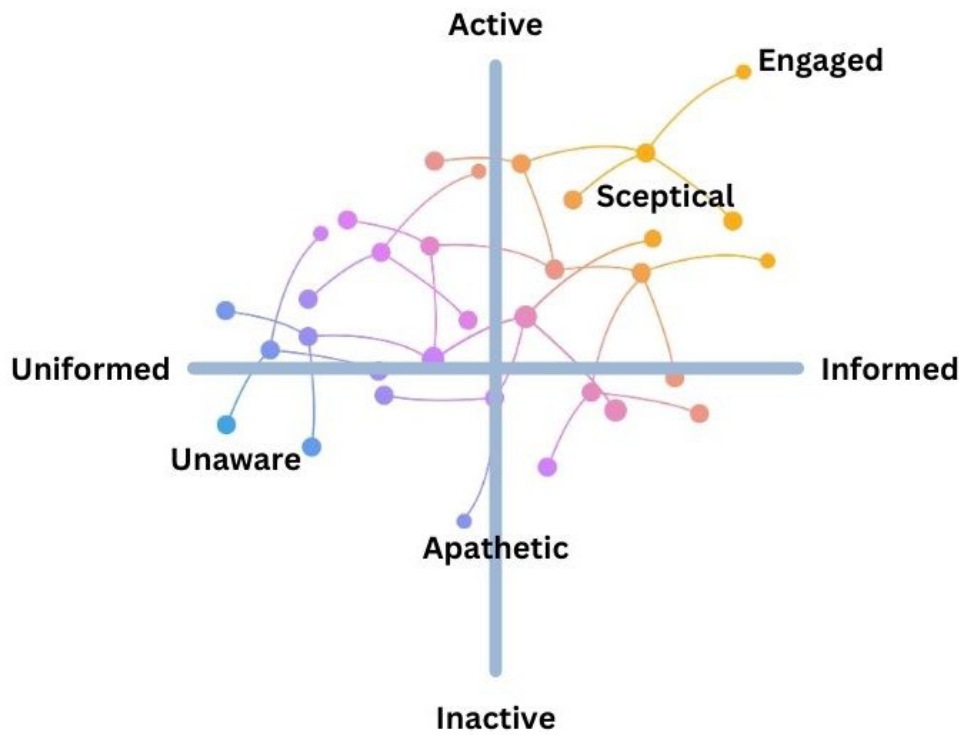 Active
Engaged
Sceptical
Uniformed
Informed
Unaware
Apathetic
Inactive